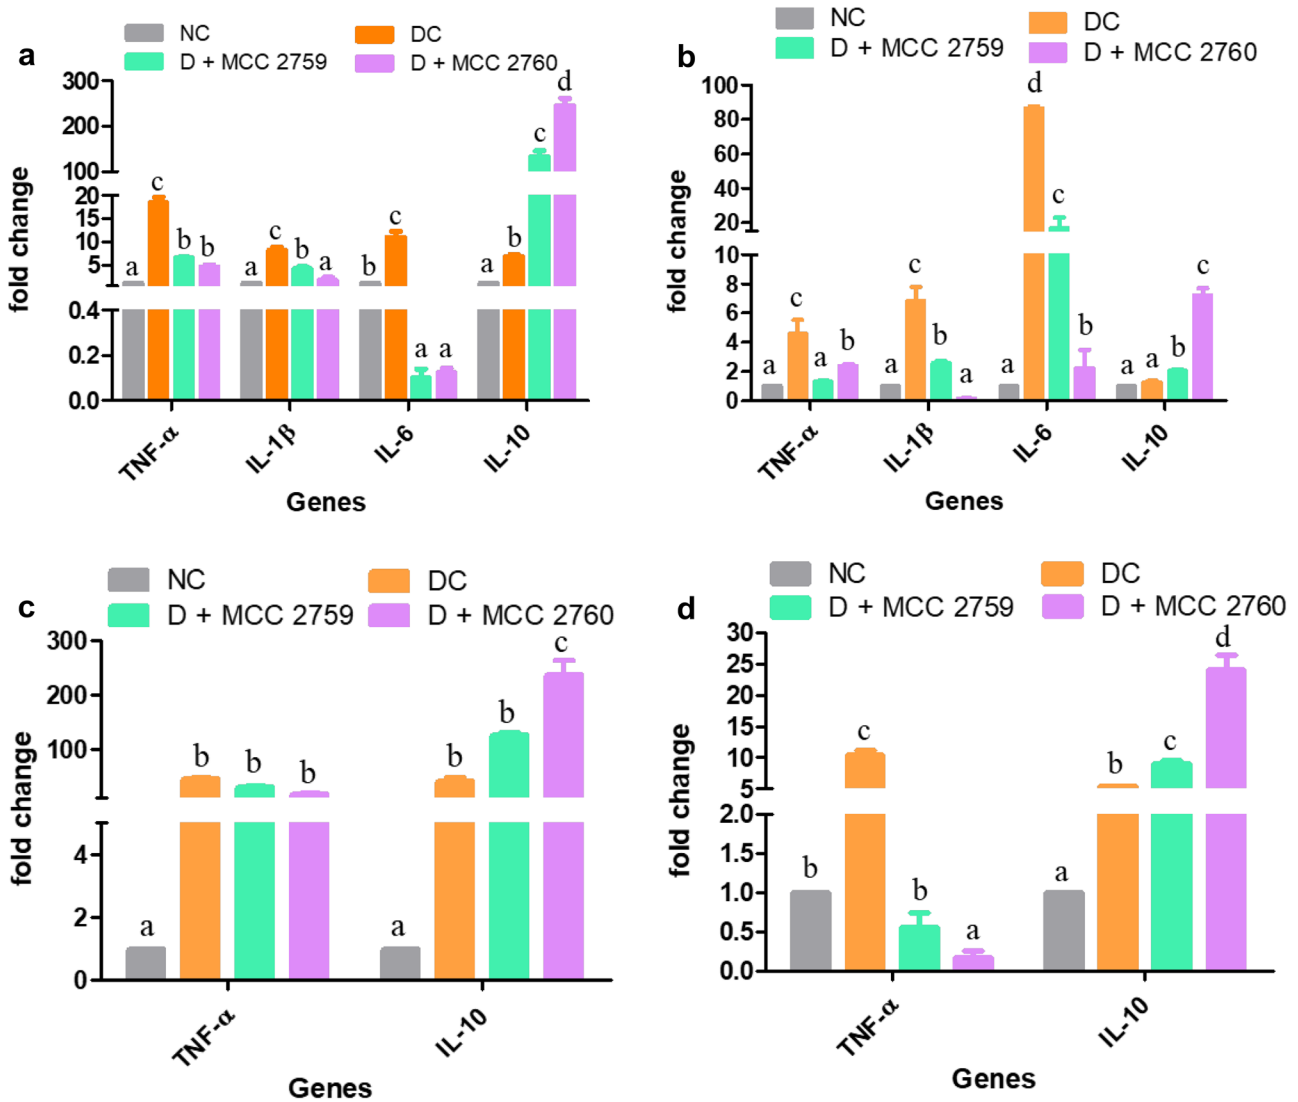 a
NC
DC
D + MCC 2759
D + MCC 2760
fold change
300
200
100
20
15
10
5
0.4
0.2
0.0
a c b b
a c b a
b c a a
a b c d
TNF-α IL-1β IL-6 IL-10
Genes
b
NC
DC
D + MCC 2759
D + MCC 2760
fold change
100
80
60
40
20
10
8
6
4
2
0
a c a b
a c b a
a d c b
a a b c
TNF-α IL-1β IL-6 IL-10
Genes
c
NC
DC
D + MCC 2759
D + MCC 2760
fold change
300
200
100
4
2
0
a b b b
a b b c
TNF-α IL-10
Genes
d
NC
DC
D + MCC 2759
D + MCC 2760
fold change
30
25
20
15
10
5
2.0
1.5
1.0
0.5
0.0
b c b a
a b c d
TNF-α IL-10
Genes